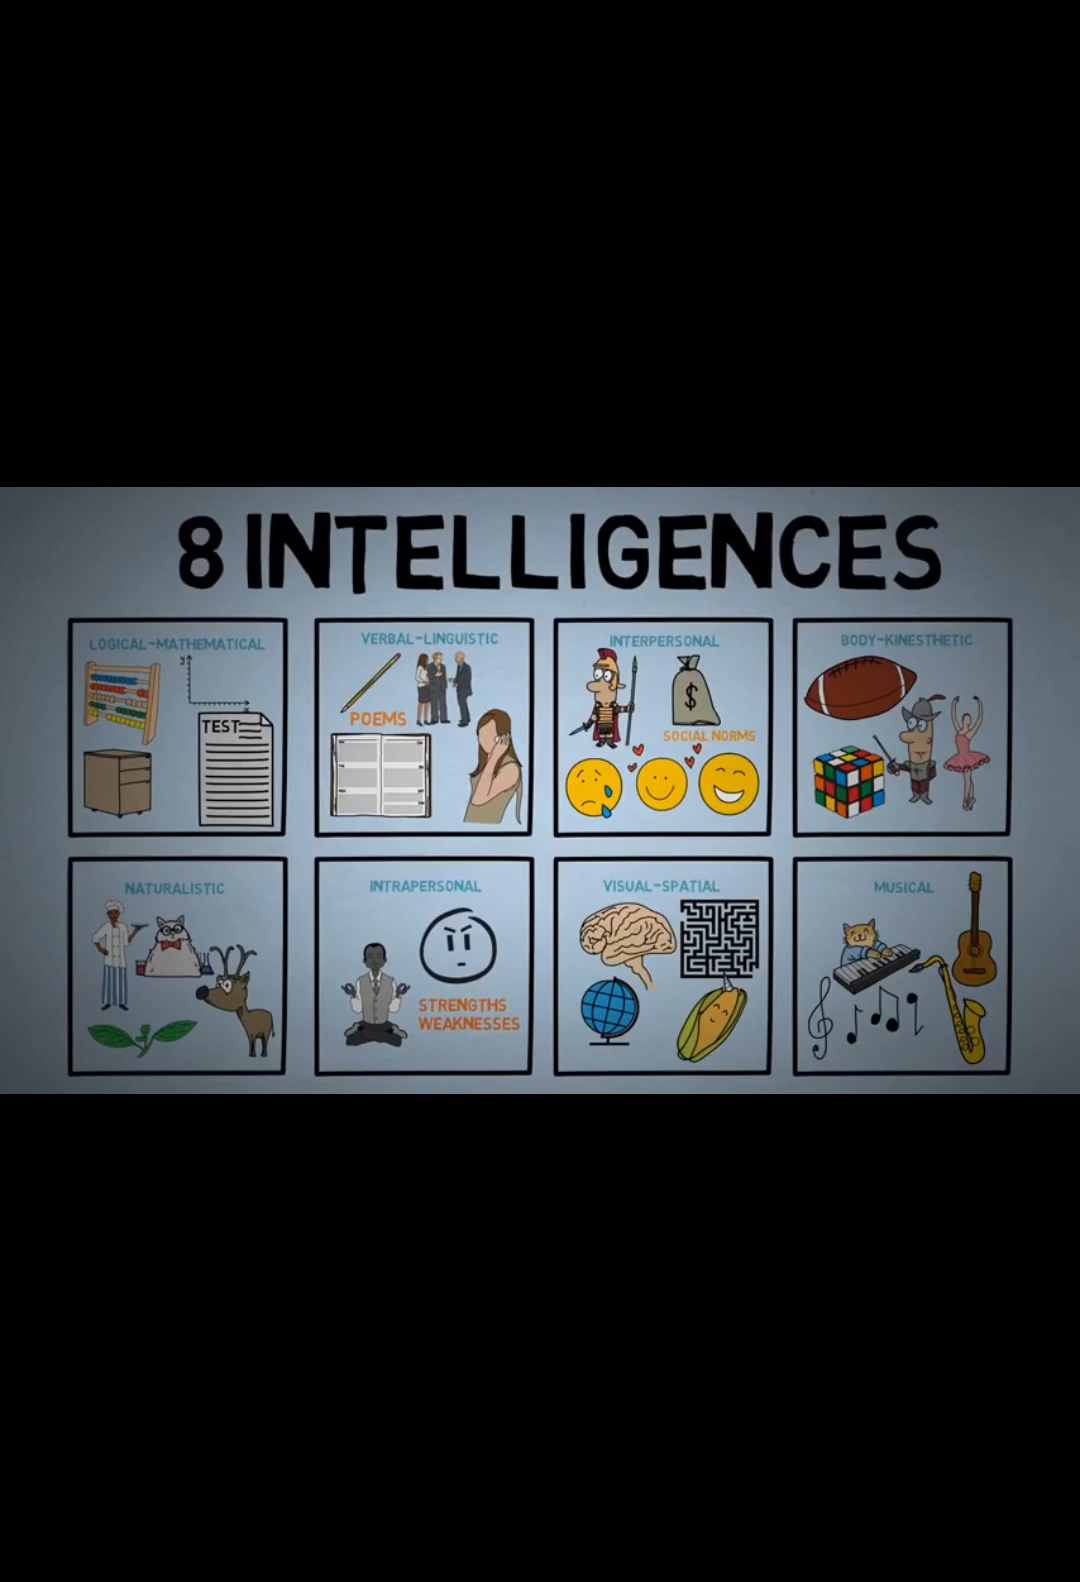 8 INTELLIGENCES
LOGICAL-MATHEMATICAL
y
x
TEST
VERBAL-LINGUISTIC
POEMS
INTERPERSONAL
$
SOCIAL NORMS
BODY-KINESTHETIC
NATURALISTIC
INTRAPERSONAL
STRENGTHS
WEAKNESSES
VISUAL-SPATIAL
MUSICAL